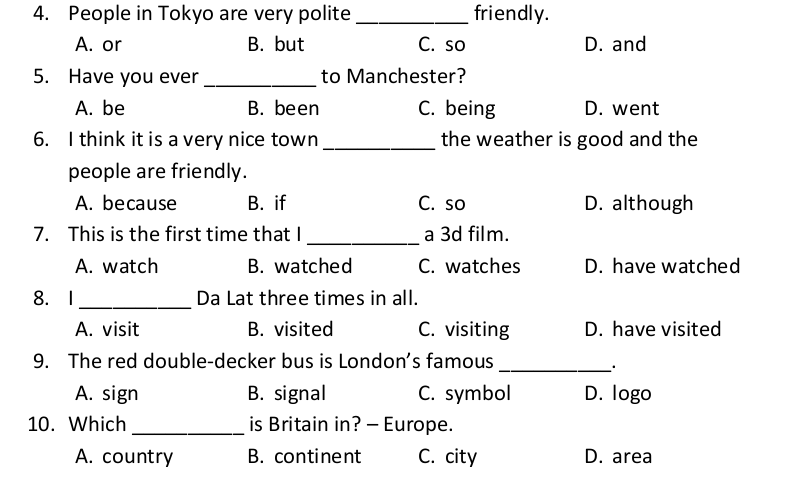 4. People in Tokyo are very polite __________ friendly.
A. or B. but C. so D. and
5. Have you ever __________ to Manchester?
A. be B. been C. being D. went
6. I think it is a very nice town __________ the weather is good and the
people are friendly.
A. because B. if C. so D. although
7. This is the first time that I __________ a 3d film.
A. watch B. watched C. watches D. have watched
8. I __________ Da Lat three times in all.
A. visit B. visited C. visiting D. have visited
9. The red double-decker bus is London’s famous __________.
A. sign B. signal C. symbol D. logo
10. Which __________ is Britain in? – Europe.
A. country B. continent C. city D. area